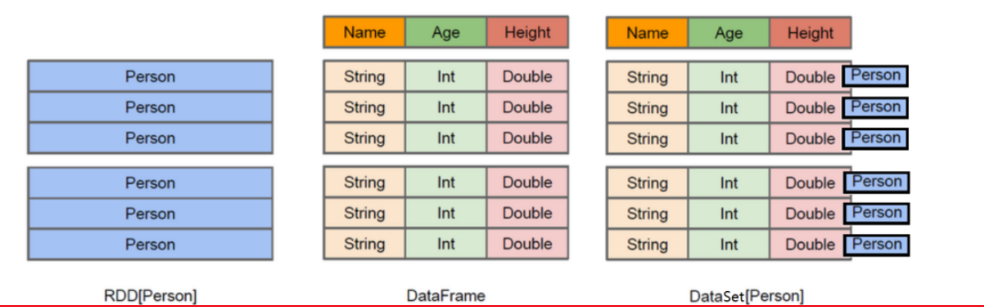 Name Age Height Name Age Height
Person String Int Double String Int Double Person
Person String Int Double String Int Double Person
Person String Int Double String Int Double Person
Person String Int Double String Int Double Person
Person String Int Double String Int Double Person
Person String Int Double String Int Double Person
RDD[Person] DataFrame DataSet[Person]